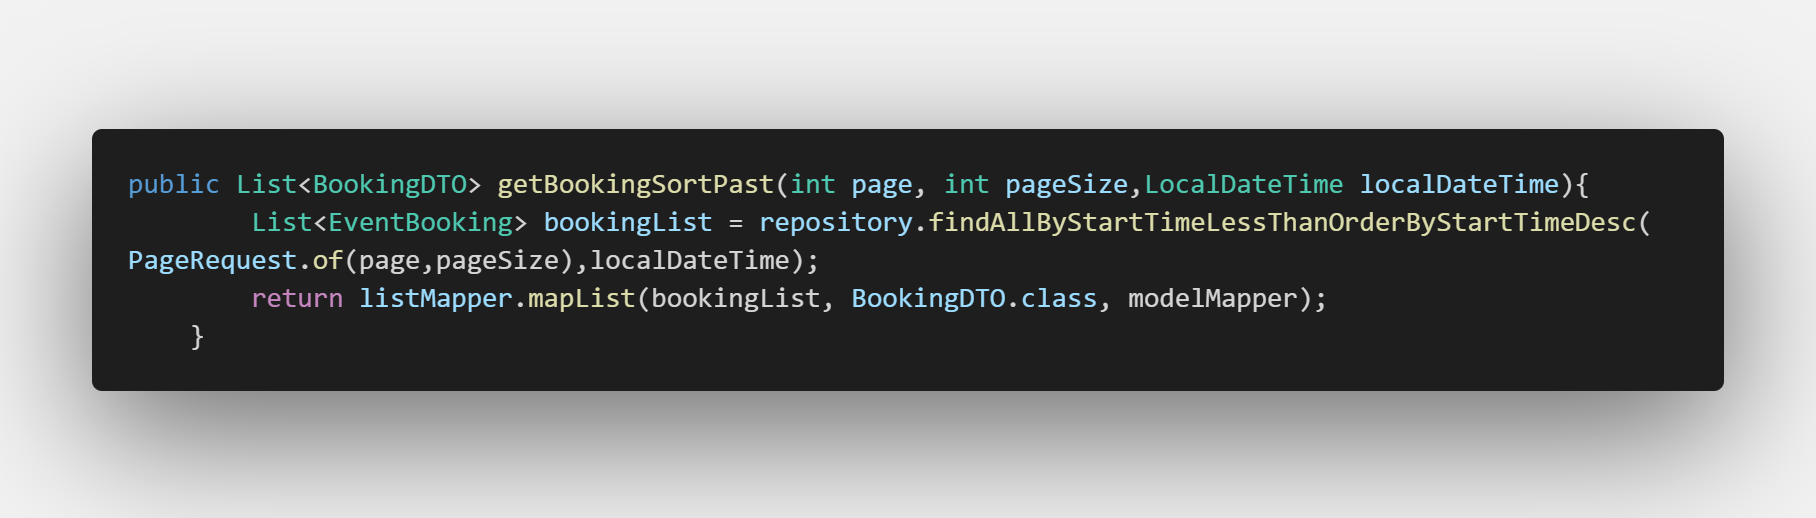 public List<BookingDTO> getBookingSortPast(int page, int pageSize,LocalDateTime localDateTime){
        List<EventBooking> bookingList = repository.findAllByStartTimeLessThanOrderByStartTimeDesc(
PageRequest.of(page,pageSize),localDateTime);
        return listMapper.mapList(bookingList, BookingDTO.class, modelMapper);
    }